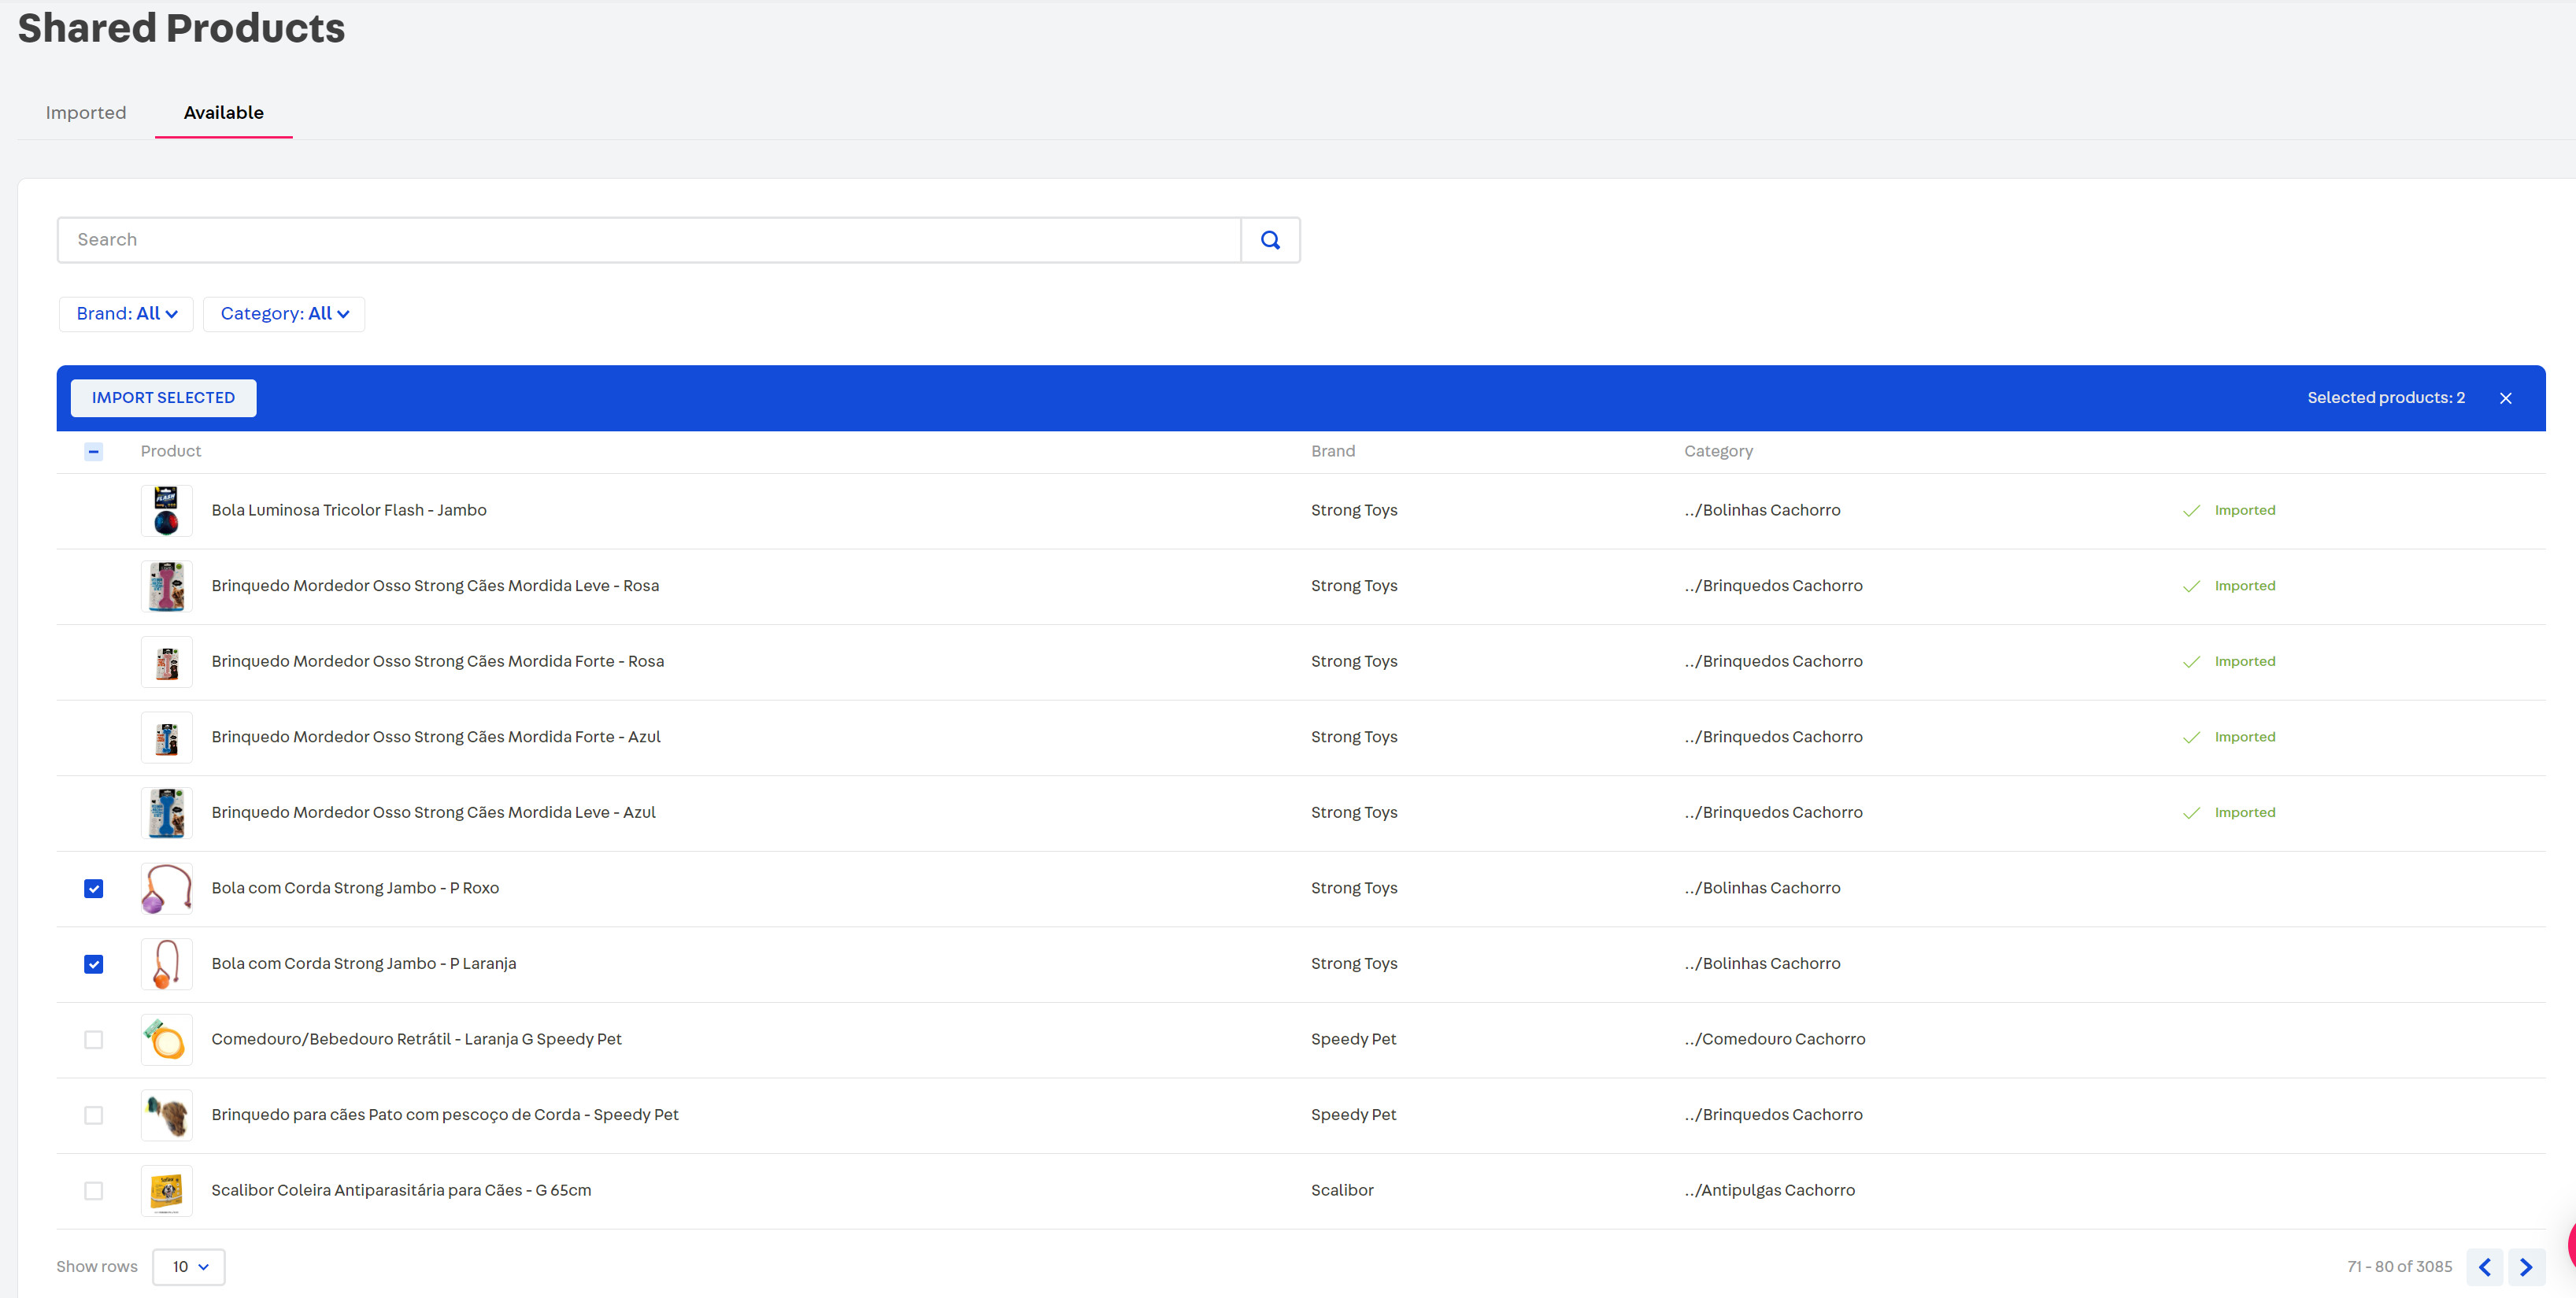 Shared Products
Imported Available
Search
Brand: All Category: All
IMPORT SELECTED Selected products: 2
Product Brand Category
Bola Luminosa Tricolor Flash - Jambo Strong Toys ../Bolinhas Cachorro Imported
Brinquedo Mordedor Osso Strong Cães Mordida Leve - Rosa Strong Toys ../Brinquedos Cachorro Imported
Brinquedo Mordedor Osso Strong Cães Mordida Forte - Rosa Strong Toys ../Brinquedos Cachorro Imported
Brinquedo Mordedor Osso Strong Cães Mordida Forte - Azul Strong Toys ../Brinquedos Cachorro Imported
Brinquedo Mordedor Osso Strong Cães Mordida Leve - Azul Strong Toys ../Brinquedos Cachorro Imported
Bola com Corda Strong Jambo - P Roxo Strong Toys ../Bolinhas Cachorro
Bola com Corda Strong Jambo - P Laranja Strong Toys ../Bolinhas Cachorro
Comedouro/Bebedouro Retrátil - Laranja G Speedy Pet Speedy Pet ../Comedouro Cachorro
Brinquedo para cães Pato com pescoço de Corda - Speedy Pet Speedy Pet ../Brinquedos Cachorro
Scalibor Coleira Antiparasitária para Cães - G 65cm Scalibor ../Antipulgas Cachorro
Show rows 10 71 - 80 of 3085